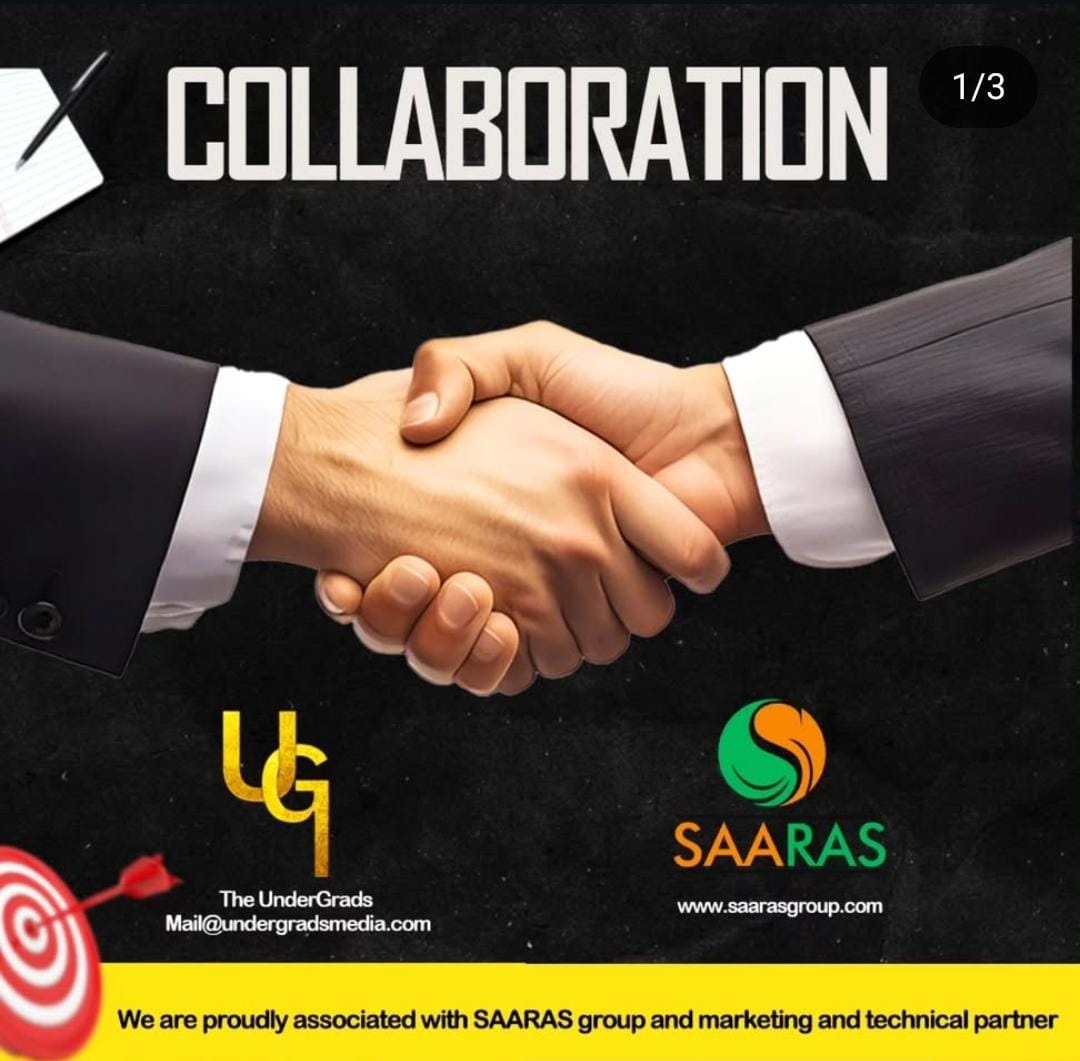 COLLABORATION
1/3
UG
The UnderGrads
Mail@undergradsmedia.com
SAARAS
www.saarasgroup.com
We are proudly associated with SAARAS group and marketing and technical partner